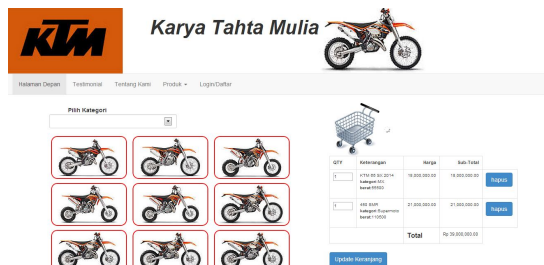 KTM
Karya Tahta Mulia
Halaman Depan Testimonial Tentang Kami Produk Login/Daftar
Pilih Kategori
QTY Keterangan Harga Sub-Total
1 KTM 65 SX 2014 18,000,000.00 18,000,000.00 hapus
kategori:MX
berat:55500
1 450 SMR 21,000,000.00 21,000,000.00 hapus
kategori:Supermoto
berat:110500
Total Rp 39,000,000.00
Update Keranjang